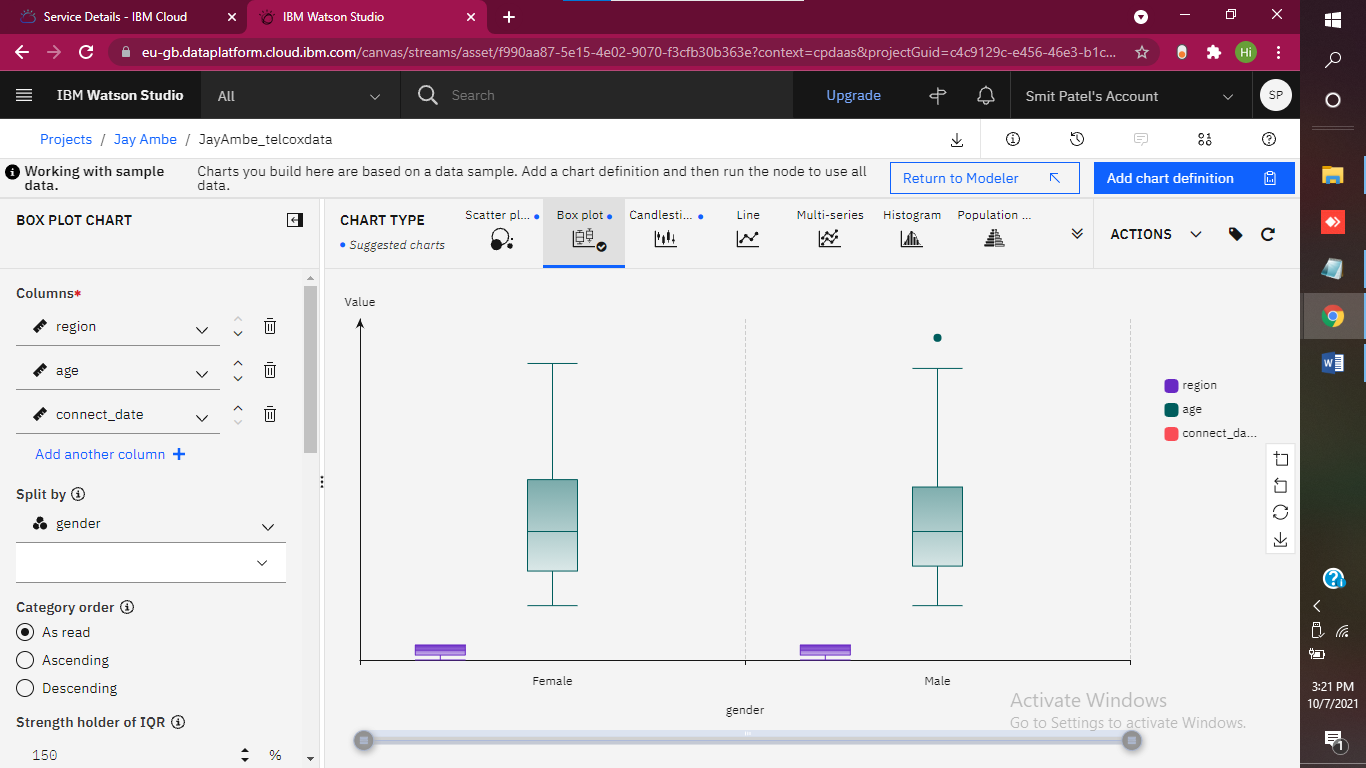 Service Details - IBM Cloud
IBM Watson Studio
eu-gb.dataplatform.cloud.ibm.com/canvas/streams/asset/f990aa87-5e15-4e02-9070-f3cfb30b363e?context=cpdaas&projectGuid=c4c9129c-e456-46e3-b1c...
Hi
IBM Watson Studio
All
Search
Upgrade
Smit Patel's Account
SP
Projects / Jay Ambe / JayAmbe_telcoxdata
Working with sample data.
Charts you build here are based on a data sample. Add a chart definition and then run the node to use all
data.
Return to Modeler
Add chart definition
BOX PLOT CHART
CHART TYPE
Suggested charts
Scatter pl...
Box plot
Candlesti...
Line
Multi-series
Histogram
Population ...
ACTIONS
Columns*
region
age
connect_date
Add another column +
Split by
gender
Category order
As read
Ascending
Descending
Strength holder of IQR
150 %
Value
Female
Male
gender
region
age
connect_da...
Activate Windows
Go to Settings to activate Windows.
3:21 PM
10/7/2021
1